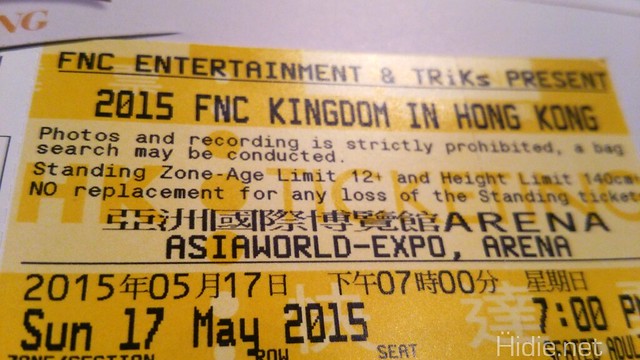 NG
FNC ENTERTAINMENT & TRiKs PRESENT
2015 FNC KINGDOM IN HONG KONG
Photos and recording is strictly prohibited, a bag
search may be conducted.
Standing Zone-Age Limit 12+ and Height Limit 140cm+
NO replacement for any loss of the Standing ticket
亞洲國際博覽館ARENA
ASIAWORLD-EXPO, ARENA
2015年05月17日 下午07時00分 星期日
Sun 17 May 2015 7:00 P
ZONE/SECTION ROW SEAT
Hidie.net